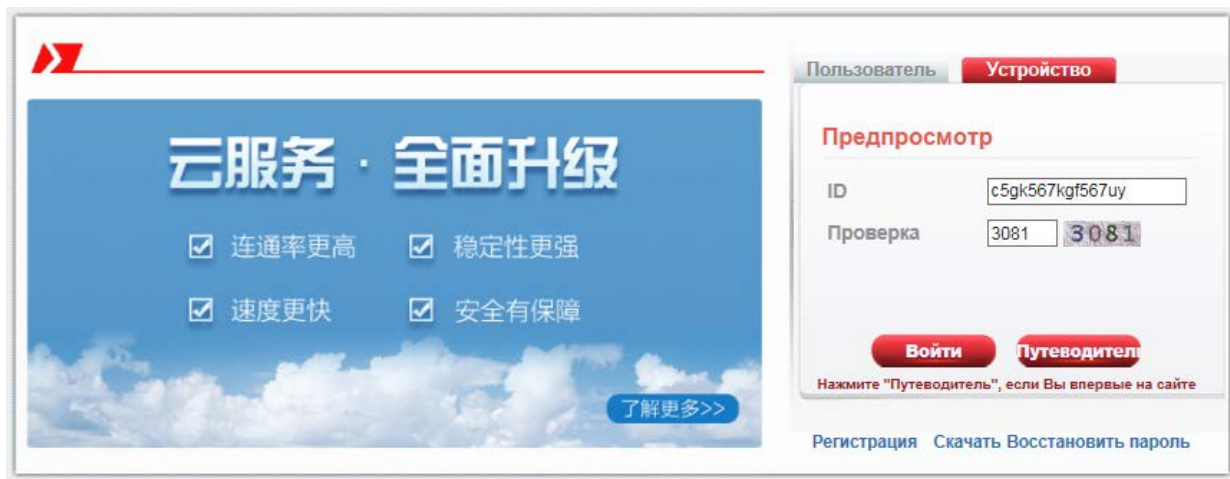 云服务 · 全面升级
连通率更高 稳定性更强
速度更快 安全有保障
了解更多>>
Пользователь Устройство
Предпросмотр
ID c5gk567kgf567uy
Проверка 3081 3081
Войти Путеводител
Нажмите "Путеводитель", если Вы впервые на сайте
Регистрация Скачать Восстановить пароль